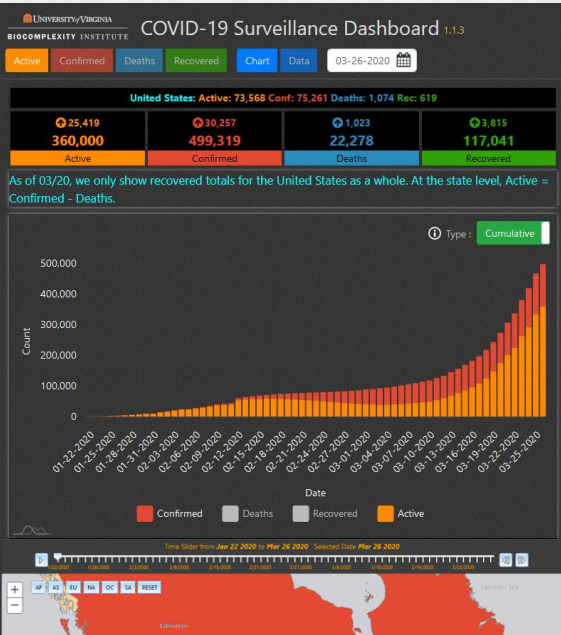 UNIVERSITY of VIRGINIA
BIOCOMPLEXITY INSTITUTE
COVID-19 Surveillance Dashboard 1.1.3
Active Confirmed Deaths Recovered Chart Data 03-26-2020
United States: Active: 73,568 Conf: 75,261 Deaths: 1,074 Rec: 619
25,419 30,257 1,023 3,815
360,000 499,319 22,278 117,041
Active Confirmed Deaths Recovered
As of 03/20, we only show recovered totals for the United States as a whole. At the state level, Active =
Confirmed - Deaths.
Type : Cumulative
500,000
400,000
300,000
200,000
100,000
0
Count
01-22-2020 01-25-2020 01-28-2020 01-31-2020 02-03-2020 02-06-2020 02-09-2020 02-12-2020 02-15-2020 02-18-2020 02-21-2020 02-24-2020 02-27-2020 03-01-2020 03-04-2020 03-07-2020 03-10-2020 03-13-2020 03-16-2020 03-19-2020 03-22-2020 03-25-2020
Date
Confirmed Deaths Recovered Active
Time Slider from Jan 22 2020 to Mar 26 2020 Selected Date Mar 26 2020
+ AF AS EU NA OC SA RESET
−
Labrador Sea
Edmonton